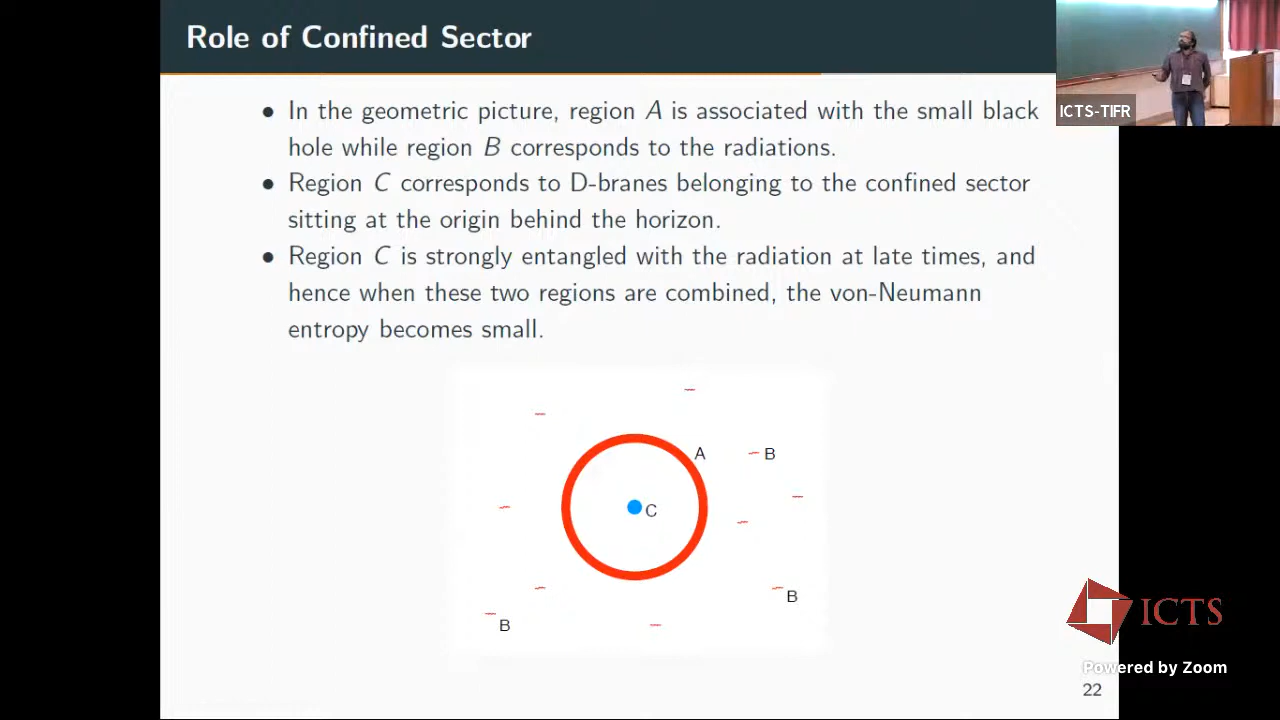 Role of Confined Sector
ICTS-TIFR
• In the geometric picture, region A is associated with the small black
hole while region B corresponds to the radiations.
• Region C corresponds to D-branes belonging to the confined sector
sitting at the origin behind the horizon.
• Region C is strongly entangled with the radiation at late times, and
hence when these two regions are combined, the von-Neumann
entropy becomes small.
A
B
C
B
B
ICTS
Powered by Zoom
22